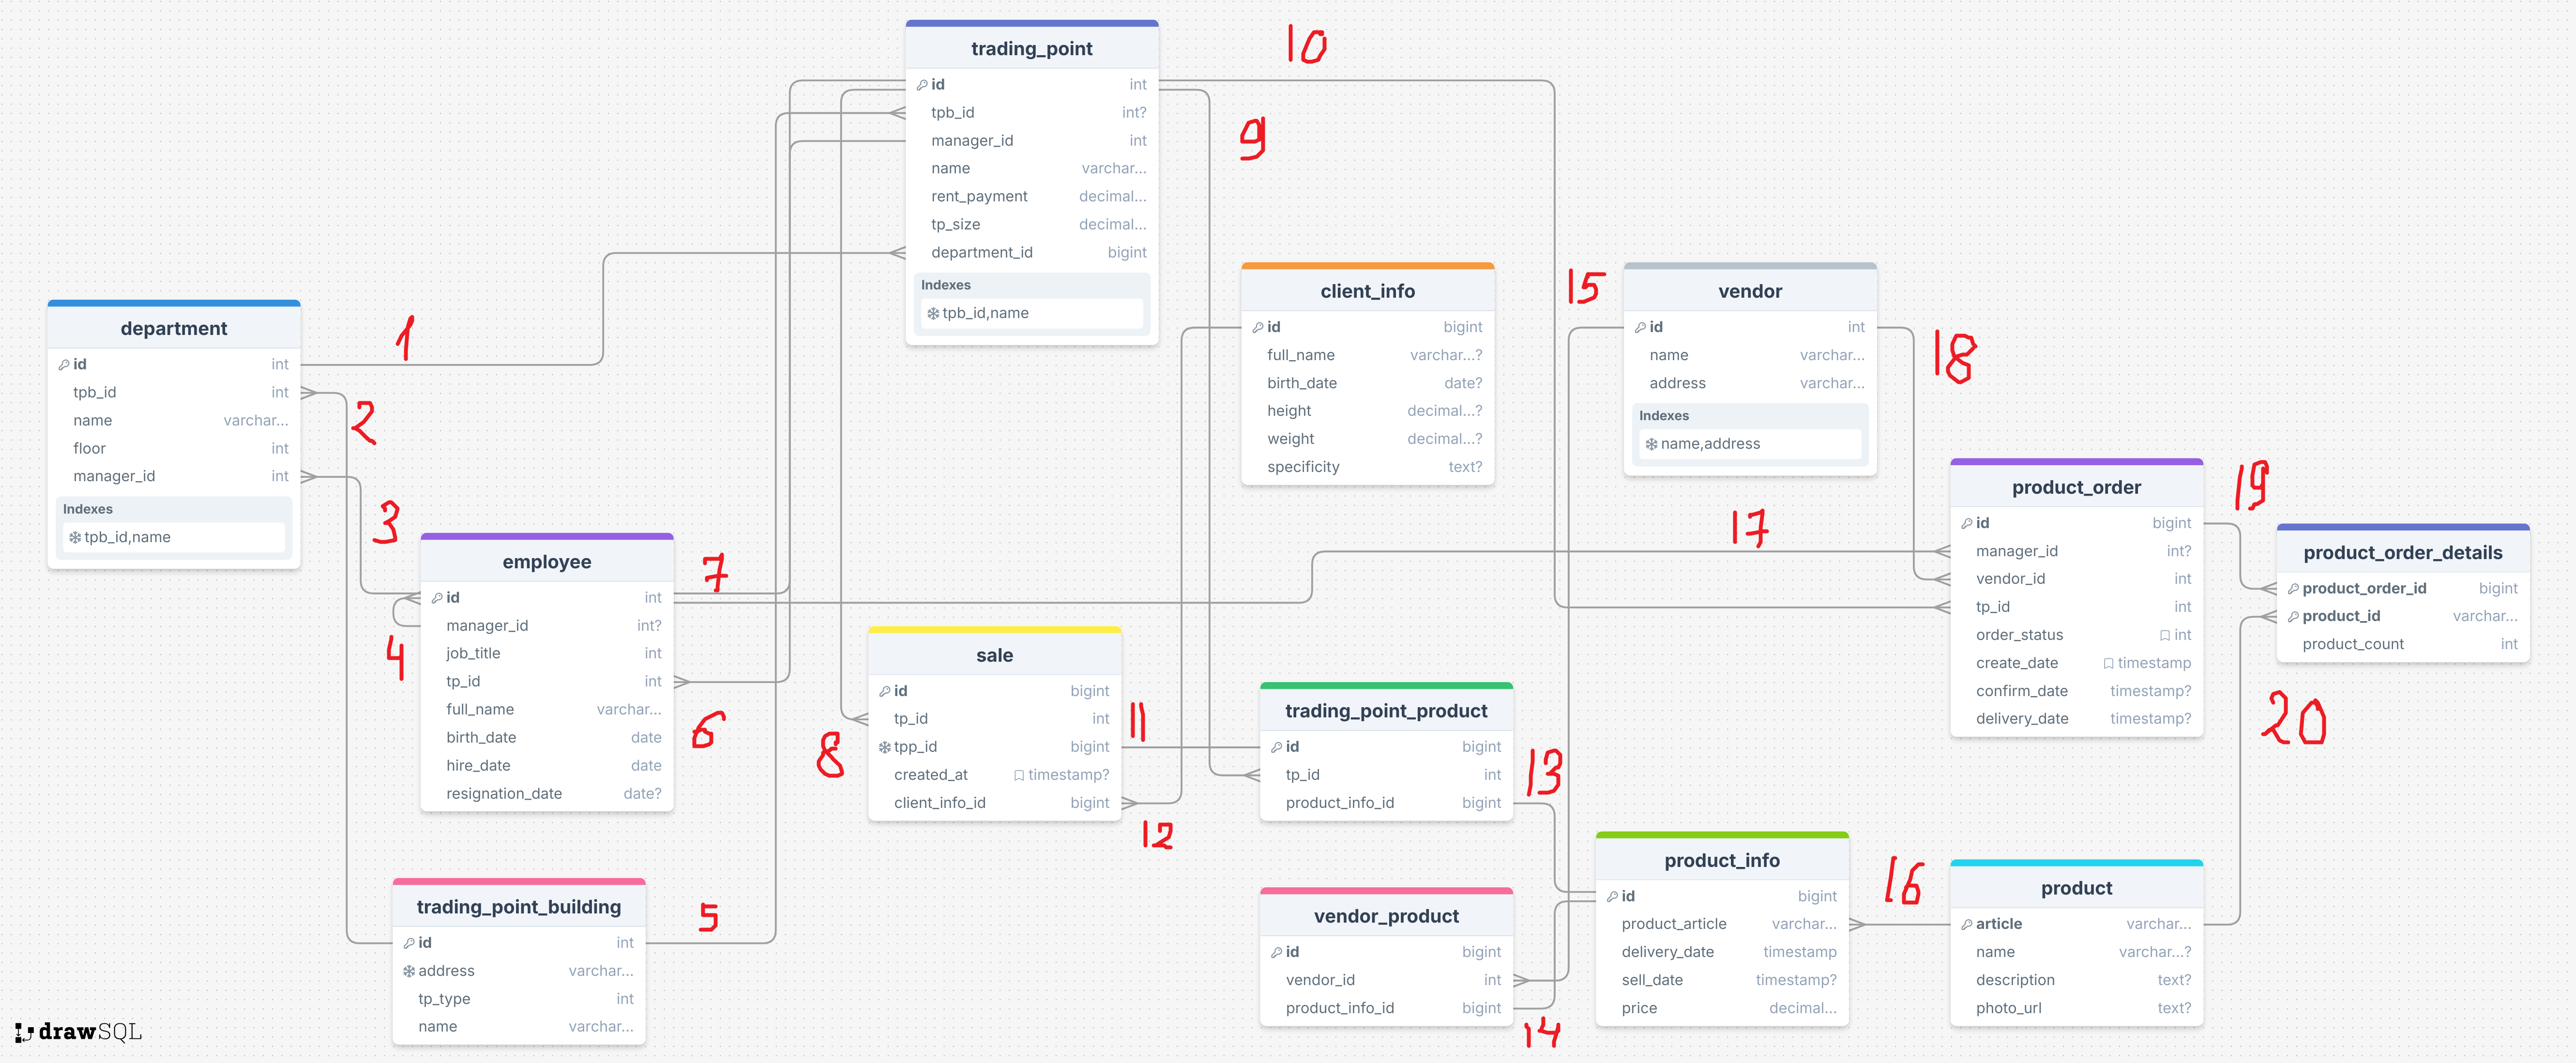 trading_point
id int
tpb_id int?
manager_id int
name varchar...
rent_payment decimal...
tp_size decimal...
department_id bigint
Indexes
tpb_id,name
10
9
department
id int
tpb_id int
name varchar...
floor int
manager_id int
Indexes
tpb_id,name
1
2
3
client_info
id bigint
full_name varchar...?
birth_date date?
height decimal...?
weight decimal...?
specificity text?
15
vendor
id int
name varchar...
address varchar...
Indexes
name,address
18
employee
id int
manager_id int?
job_title int
tp_id int
full_name varchar...
birth_date date
hire_date date
resignation_date date?
4
7
6
17
product_order
id bigint
manager_id int?
vendor_id int
tp_id int
order_status int
create_date timestamp
confirm_date timestamp?
delivery_date timestamp?
19
product_order_details
product_order_id bigint
product_id varchar...
product_count int
20
sale
id bigint
tp_id int
tpp_id bigint
created_at timestamp?
client_info_id bigint
8
11
12
trading_point_product
id bigint
tp_id int
product_info_id bigint
13
trading_point_building
id int
address varchar...
tp_type int
name varchar...
5
vendor_product
id bigint
vendor_id int
product_info_id bigint
14
product_info
id bigint
product_article varchar...
delivery_date timestamp
sell_date timestamp?
price decimal...
16
product
article varchar...
name varchar...?
description text?
photo_url text?
drawSQL